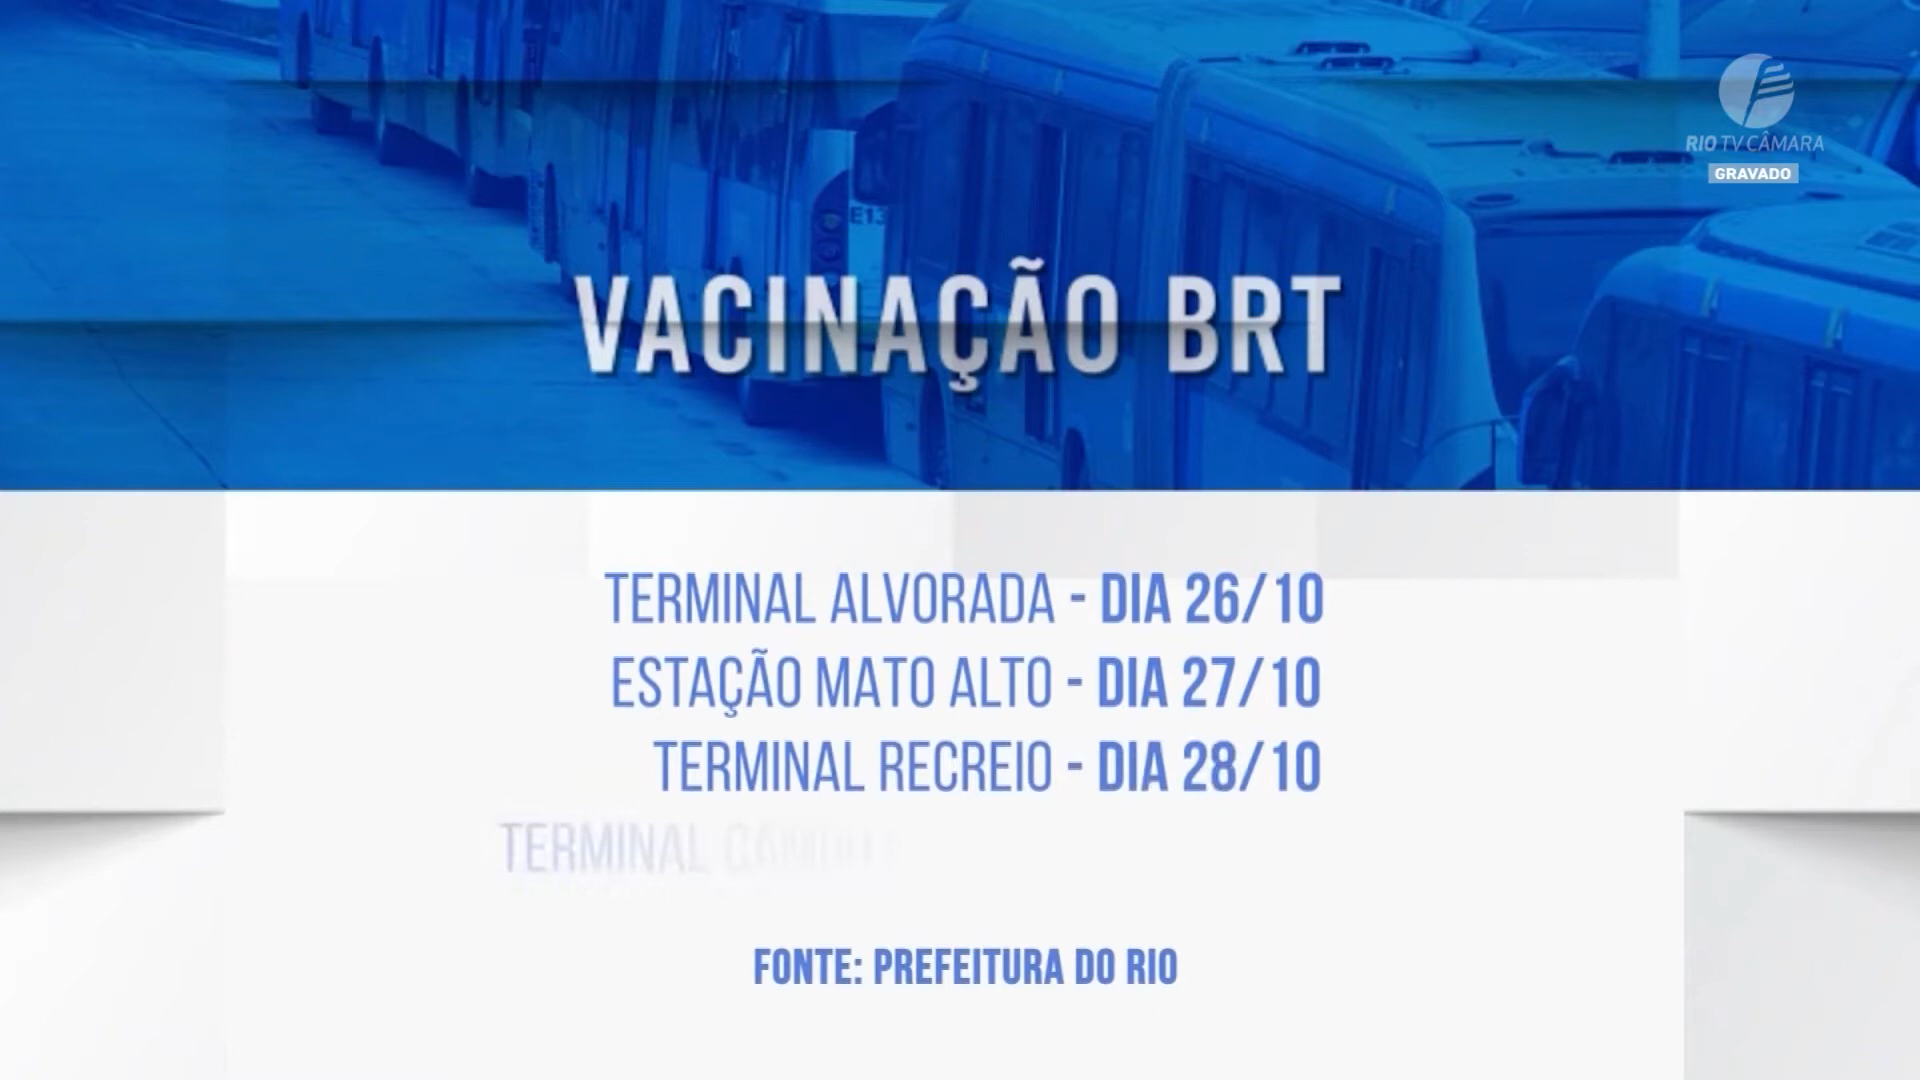 RIO TV CÂMARA
GRAVADO
VACINAÇÃO BRT
TERMINAL ALVORADA - DIA 26/10
ESTAÇÃO MATO ALTO - DIA 27/10
TERMINAL RECREIO - DIA 28/10
TERMINAL
FONTE: PREFEITURA DO RIO